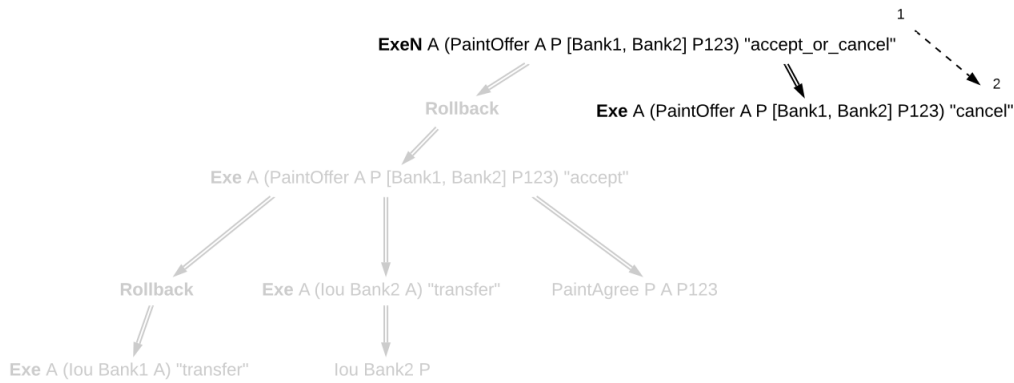 1
ExeN A (PaintOffer A P [Bank1, Bank2] P123) "accept_or_cancel"
2
Rollback
Exe A (PaintOffer A P [Bank1, Bank2] P123) "cancel"
Exe A (PaintOffer A P [Bank1, Bank2] P123) "accept"
Rollback
Exe A (Iou Bank2 A) "transfer"
PaintAgree P A P123
Exe A (Iou Bank1 A) "transfer"
Iou Bank2 P